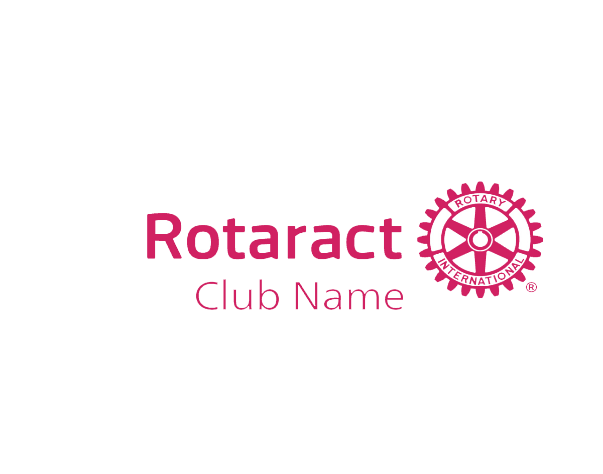 Rotaract
Club Name
ROTARY
INTERNATIONAL
®